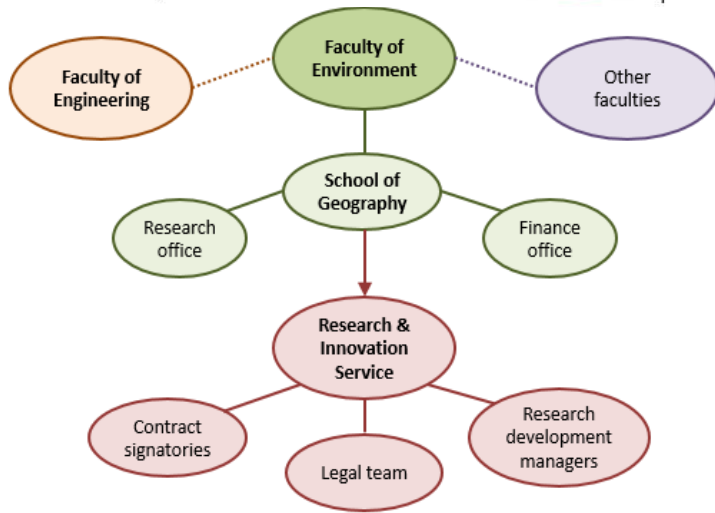 Faculty of
Engineering
Faculty of
Environment
Other
faculties
School of
Geography
Research
office
Finance
office
Research &
Innovation
Service
Contract
signatories
Legal team
Research
development
managers